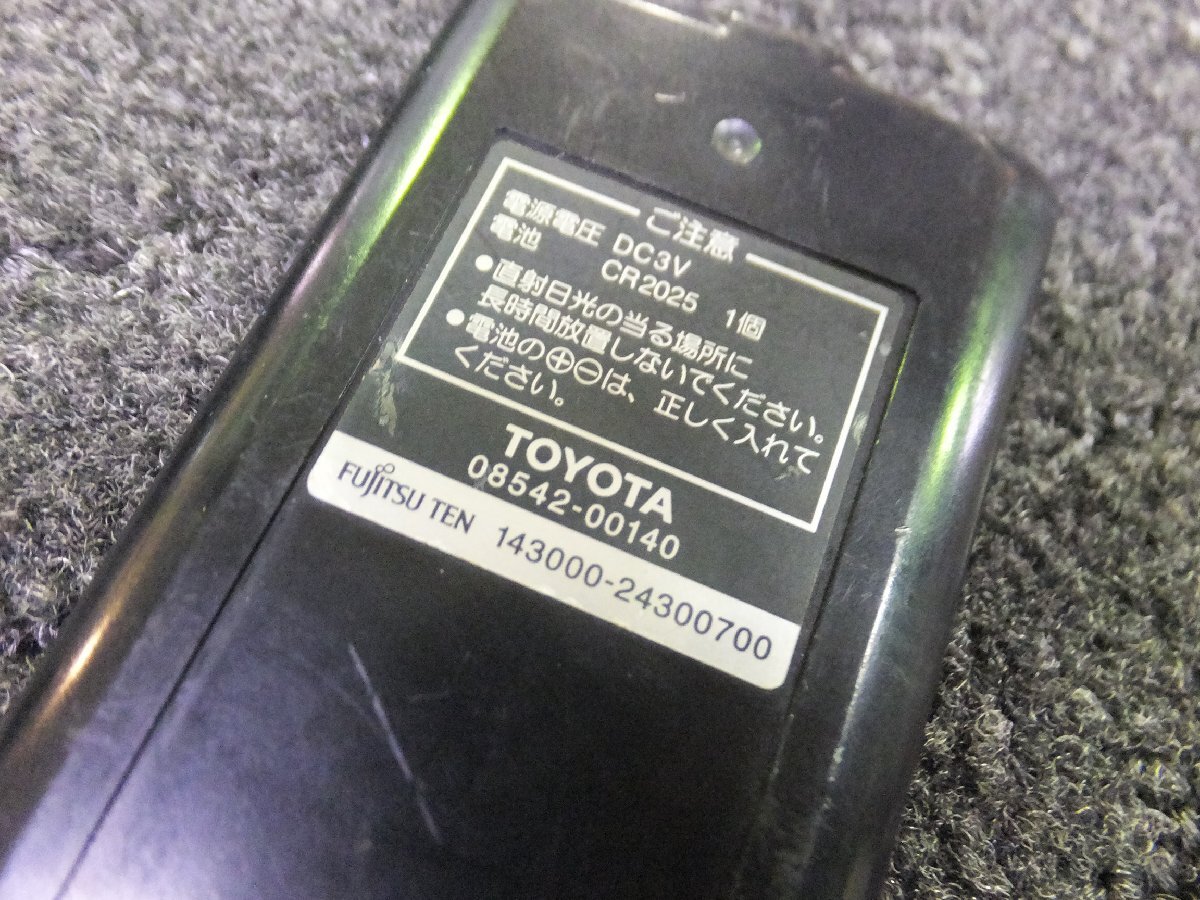 ご注意
電源電圧 DC3V
電池 CR2025 1個
●直射日光の当る場所に
長時間放置しないでください。
●電池の⊕⊖は、正しく入れて
ください。
TOYOTA
08542-00140
FUJITSU TEN 143000-24300700